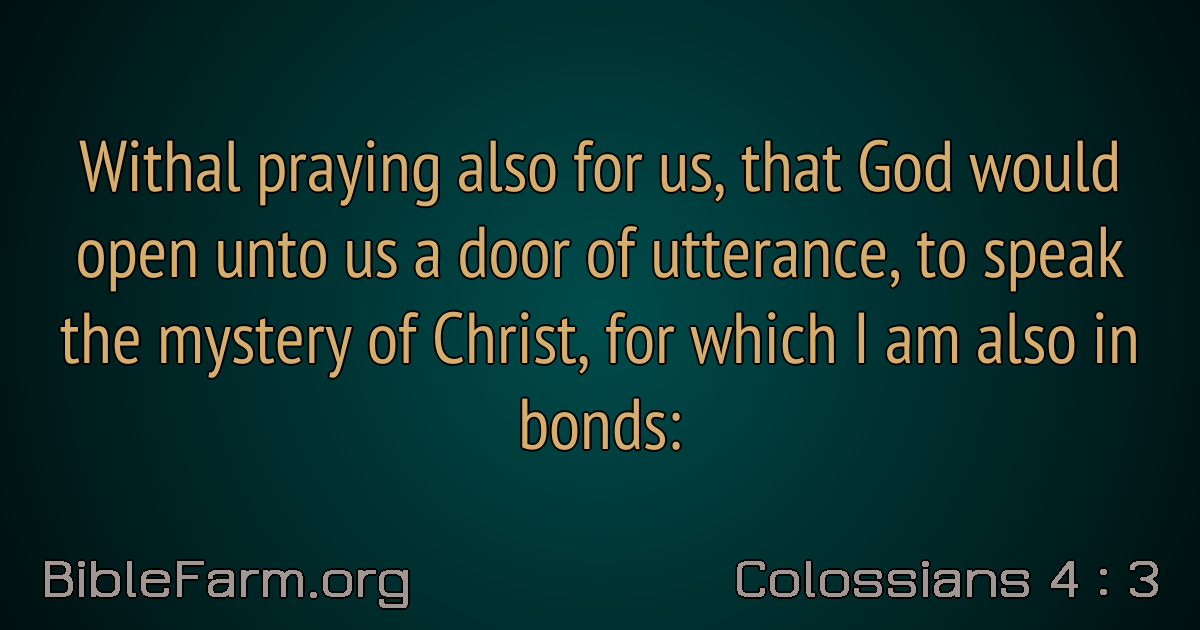 Withal praying also for us, that God would
open unto us a door of utterance, to speak
the mystery of Christ, for which I am also in
bonds:
BibleFarm.org
Colossians 4 : 3